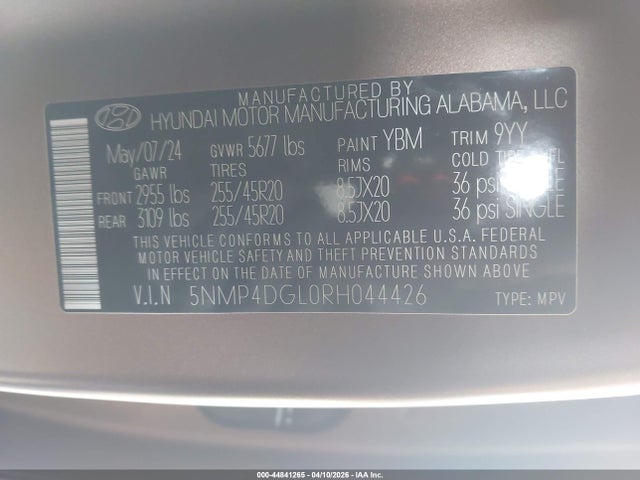 MANUFACTURED BY
HYUNDAI MOTOR MANUFACTURING ALABAMA, LLC
May/07/24 GVWR 5677 lbs PAINT YBM TRIM 9YY
GAWR TIRES RIMS COLD TIRE
FRONT 2955 lbs 255/45R20 8.5JX20 36 psi SINGLE
REAR 3109 lbs 255/45R20 8.5JX20 36 psi SINGLE
THIS VEHICLE CONFORMS TO ALL APPLICABLE U.S.A. FEDERAL
MOTOR VEHICLE SAFETY AND THEFT PREVENTION STANDARDS
IN EFFECT ON THE DATE OF MANUFACTURE SHOWN ABOVE
V.I.N 5NMP4DGL0RH044426 TYPE: MPV
000-44841265 - 04/10/2026 - IAA Inc.